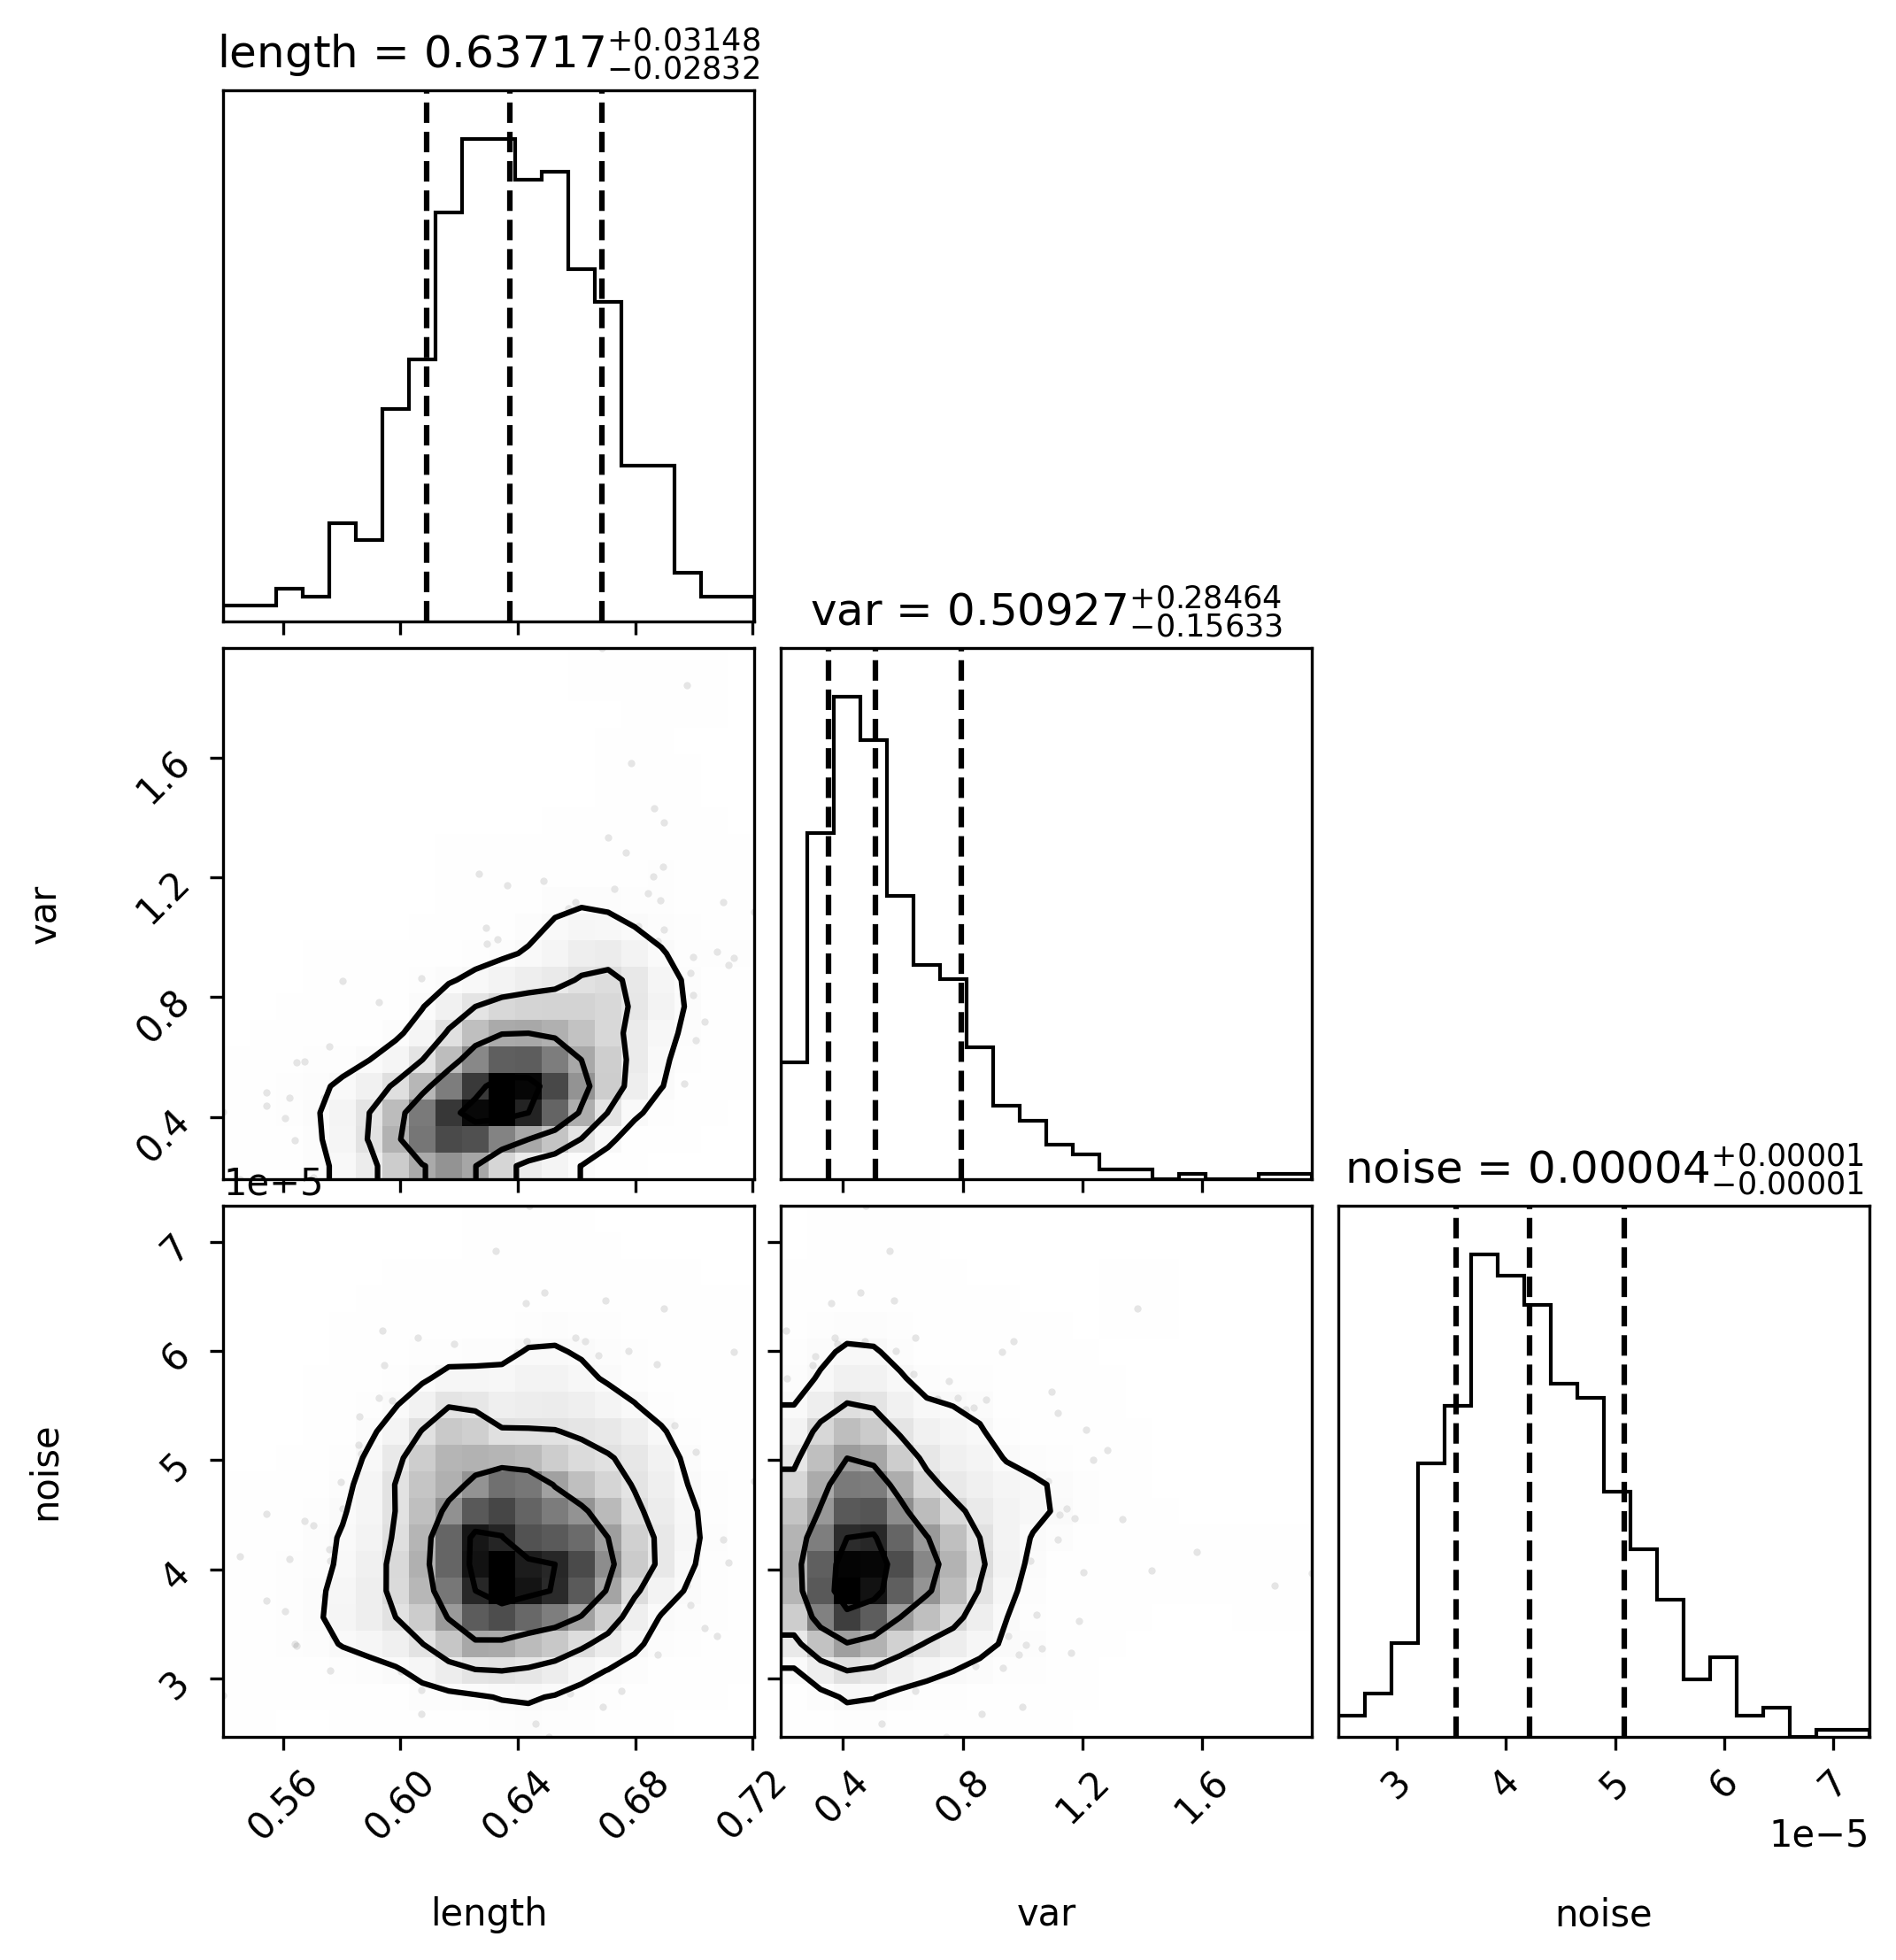 length = 0.63717+0.03148−0.02832
var = 0.50927+0.28464−0.15633
1.6
1.2
0.8
0.4
var
1e−5
noise = 0.00004+0.00001−0.00001
7
6
5
4
3
noise
0.56 0.60 0.64 0.68 0.72 0.4 0.8 1.2 1.6 3 4 5 6 7
1e−5
length var noise